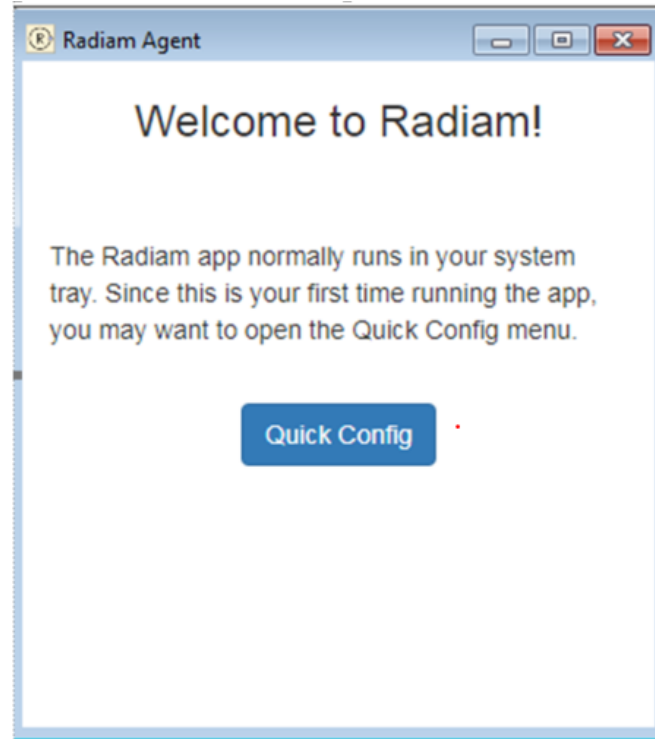 ® Radiam Agent
Welcome to Radiam!
The Radiam app normally runs in your system
tray. Since this is your first time running the app,
you may want to open the Quick Config menu.
Quick Config